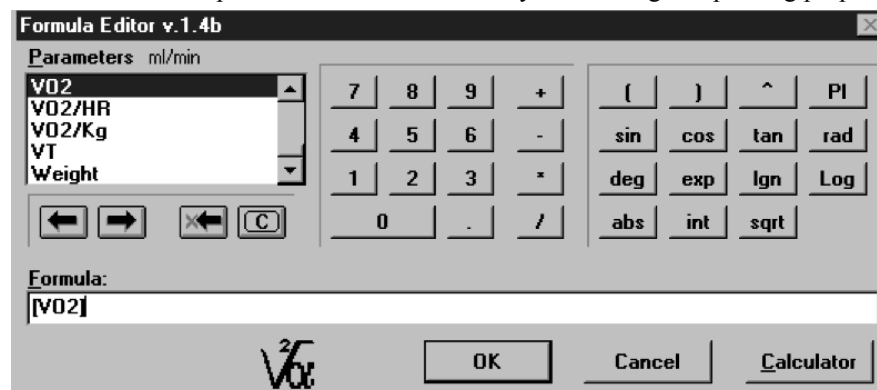 Formula Editor v.1.4b
Parameters ml/min
VO2
VO2/HR
VO2/Kg
VT
Weight
7 8 9 +
4 5 6 -
1 2 3 *
0 . /
( ) ^ PI
sin cos tan rad
deg exp lgn Log
abs int sqrt
C
Formula:
[VO2]
OK Cancel Calculator